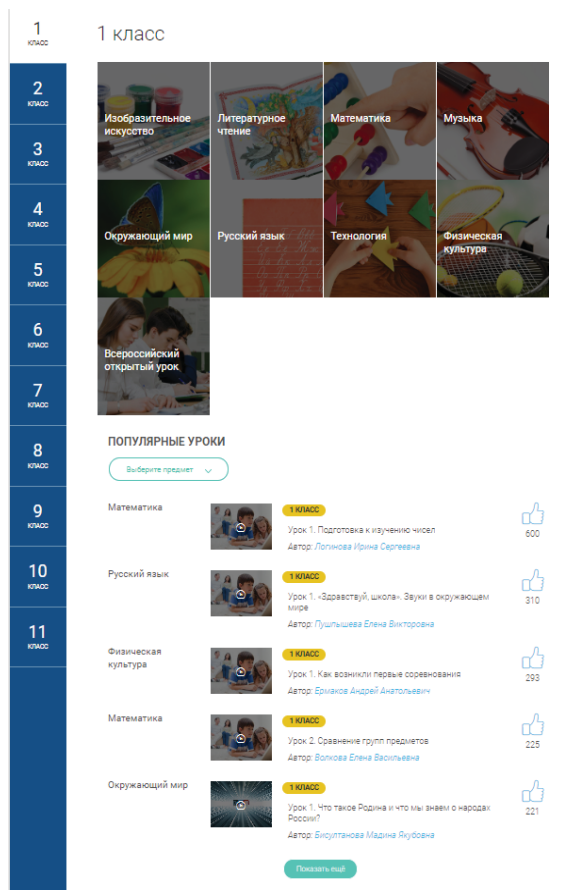 1
КЛАСС
2
КЛАСС
3
КЛАСС
4
КЛАСС
5
КЛАСС
6
КЛАСС
7
КЛАСС
8
КЛАСС
9
КЛАСС
10
КЛАСС
11
КЛАСС
1 класс
Изобразительное
искусство
Литературное
чтение
Математика
Музыка
Окружающий мир
Русский язык
Технология
Физическая
культура
Всероссийский
открытый урок
ПОПУЛЯРНЫЕ УРОКИ
Выберите предмет
Математика
1 КЛАСС
Урок 1. Подготовка к изучению чисел
Автор: Логинова Ирина Сергеевна
600
Русский язык
1 КЛАСС
Урок 1. «Здравствуй, школа». Звуки в окружающем
мире
Автор: Пушпышева Елена Викторовна
310
Физическая
культура
1 КЛАСС
Урок 1. Как возникли первые соревнования
Автор: Ермаков Андрей Анатольевич
293
Математика
1 КЛАСС
Урок 2. Сравнение групп предметов
Автор: Волкова Елена Васильевна
225
Окружающий мир
1 КЛАСС
Урок 1. Что такое Родина и что мы знаем о народах
России?
Автор: Бисултанова Мадина Якубовна
221
Показать ещё